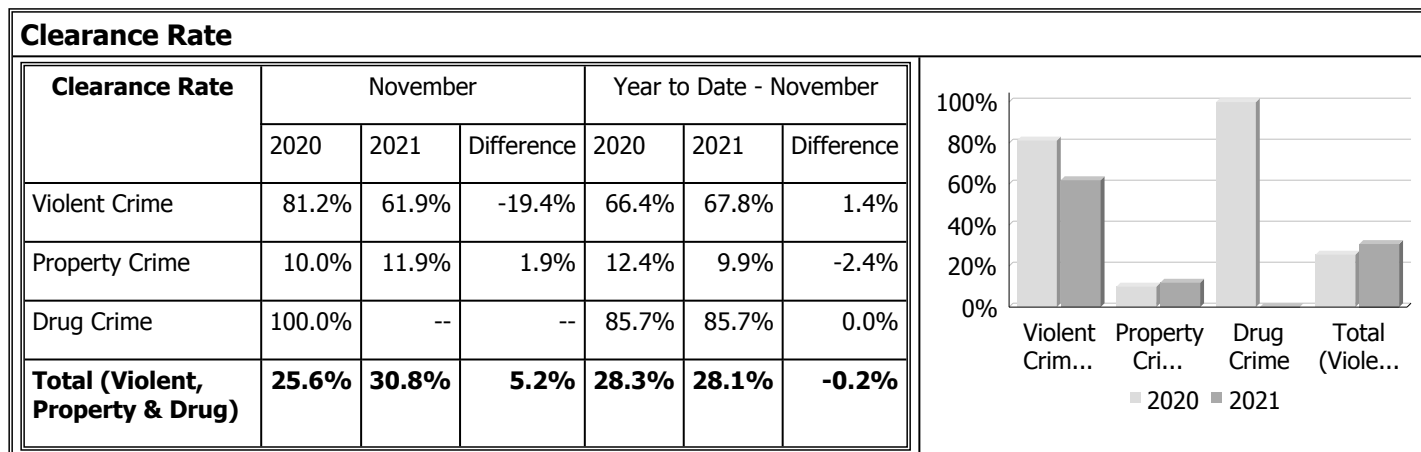 Clearance Rate
Clearance Rate November Year to Date - November
2020 2021 Difference 2020 2021 Difference
Violent Crime 81.2% 61.9% -19.4% 66.4% 67.8% 1.4%
Property Crime 10.0% 11.9% 1.9% 12.4% 9.9% -2.4%
Drug Crime 100.0% -- -- 85.7% 85.7% 0.0%
Total (Violent, 25.6% 30.8% 5.2% 28.3% 28.1% -0.2%
Property & Drug)
100%
80%
60%
40%
20%
0%
Violent Property Drug Total
Crim... Cri... Crime (Viole...
2020 2021